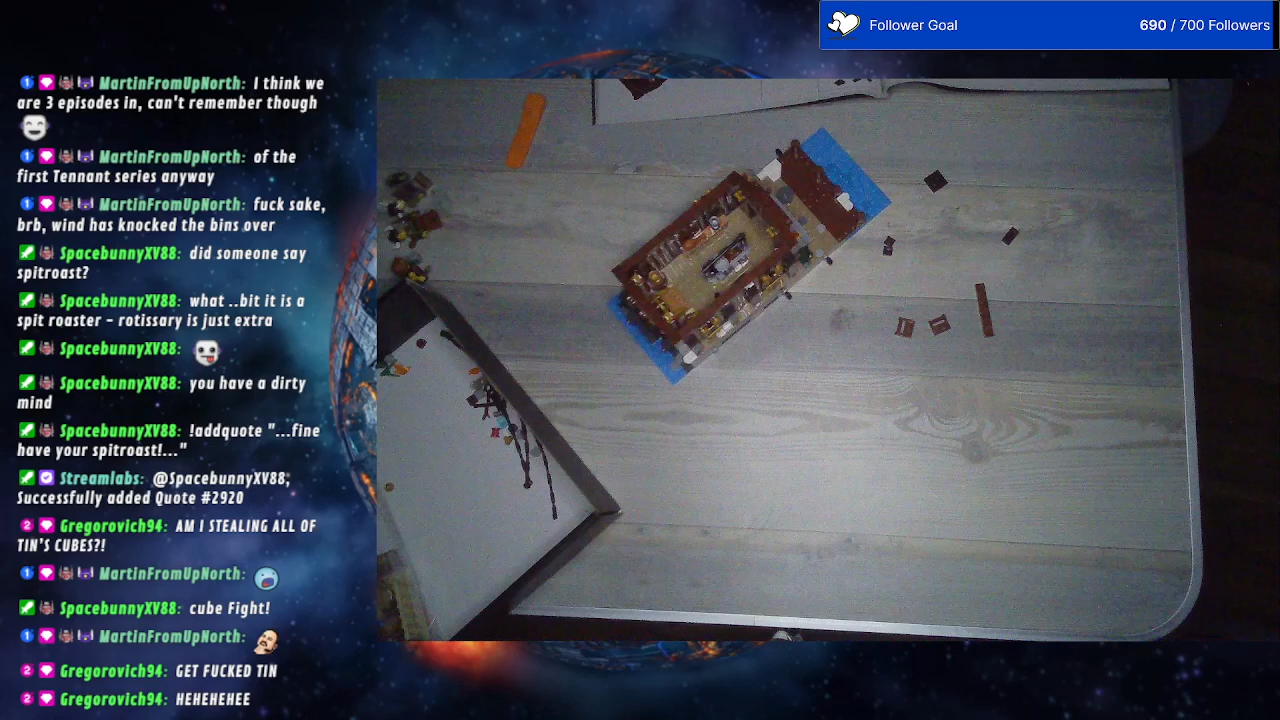 Follower Goal 690 / 700 Followers
MartinFromUpNorth: I think we
are 3 episodes in, can't remember though
MartinFromUpNorth: of the
first Tennant series anyway
MartinFromUpNorth: fuck sake,
brb, wind has knocked the bins over
SpacebunnyXV88: did someone say
spitroast?
SpacebunnyXV88: what ..bit it is a
spit roaster - rotissary is just extra
SpacebunnyXV88:
SpacebunnyXV88: you have a dirty
mind
SpacebunnyXV88: !addquote "...fine
have your spitroast!..."
Streamlabs: @SpacebunnyXV88,
Successfully added Quote #2920
2 Gregorovich94: AM I STEALING ALL OF
TIN'S CUBES?!
MartinFromUpNorth:
SpacebunnyXV88: cube Fight!
MartinFromUpNorth:
2 Gregorovich94: GET FUCKED TIN
2 Gregorovich94: HEHEHEHEE